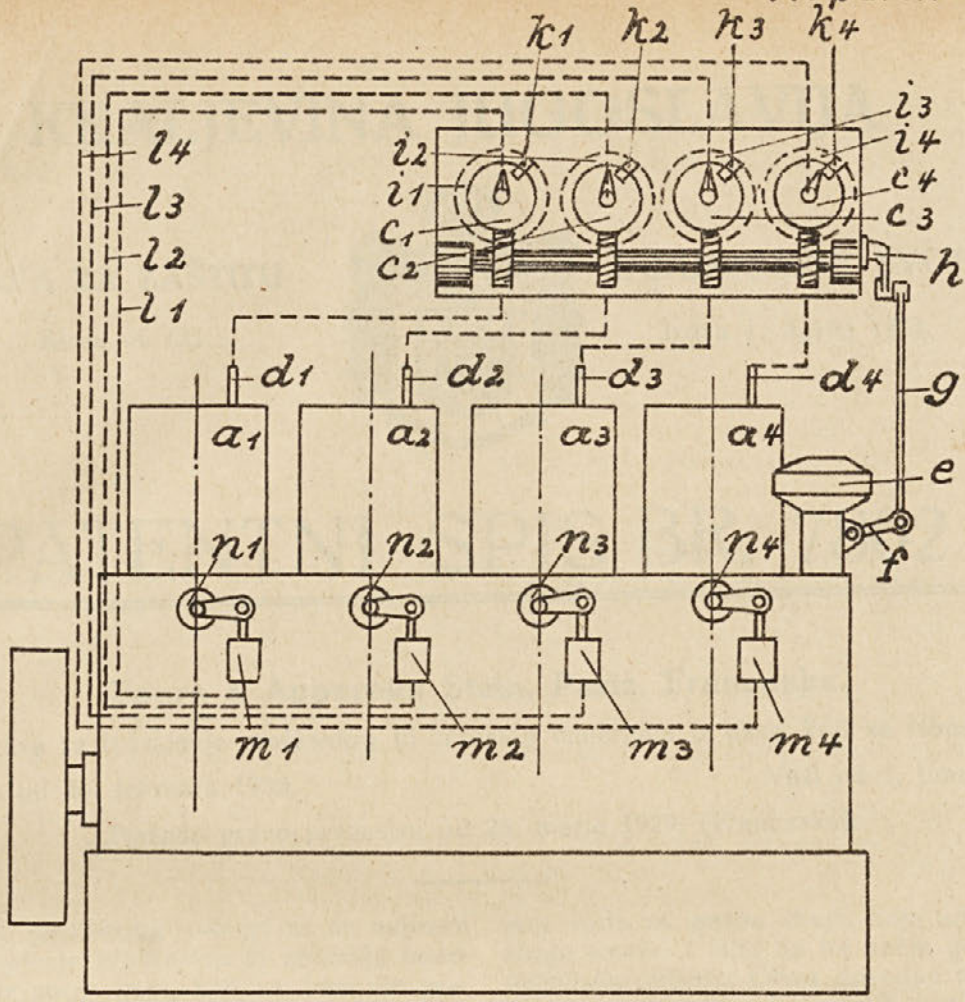 k1 k2 k3 k4
l4 i2 i3
l3 i1 i4
l2 c1 c4
l1 c2 c3
h
d1 d2 d3 d4 g
a1 a2 a3 a4
e
n1 n2 n3 n4 f
m1 m2 m3 m4